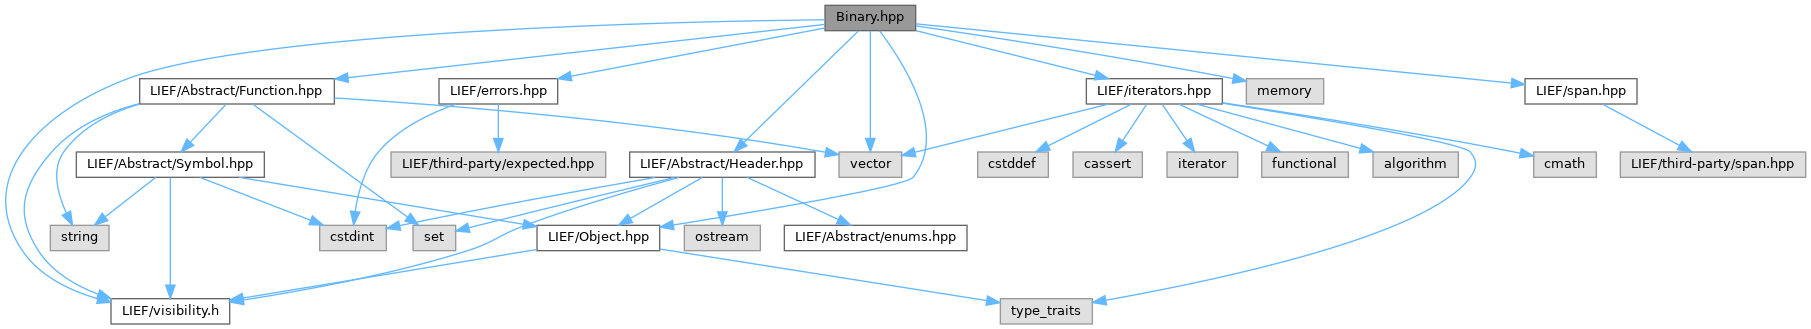 Binary.hpp
LIEF/Abstract/Function.hpp
LIEF/errors.hpp
LIEF/iterators.hpp
memory
LIEF/span.hpp
LIEF/Abstract/Symbol.hpp
LIEF/third-party/expected.hpp
LIEF/Abstract/Header.hpp
vector
cstddef
cassert
iterator
functional
algorithm
cmath
LIEF/third-party/span.hpp
string
cstdint
set
LIEF/Object.hpp
ostream
LIEF/Abstract/enums.hpp
LIEF/visibility.h
type_traits